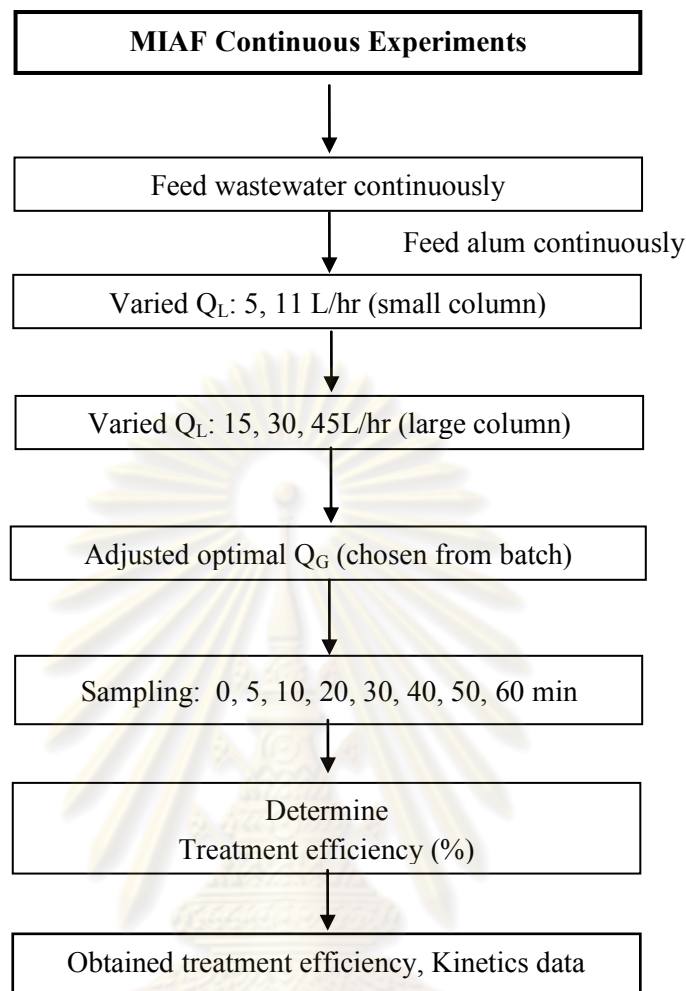 MIAF Continuous Experiments
Feed wastewater continuously
Feed alum continuously
Varied QL: 5, 11 L/hr (small column)
Varied QL: 15, 30, 45L/hr (large column)
Adjusted optimal QG (chosen from batch)
Sampling:  0, 5, 10, 20, 30, 40, 50, 60 min
Determine
Treatment efficiency (%)
Obtained treatment efficiency, Kinetics data